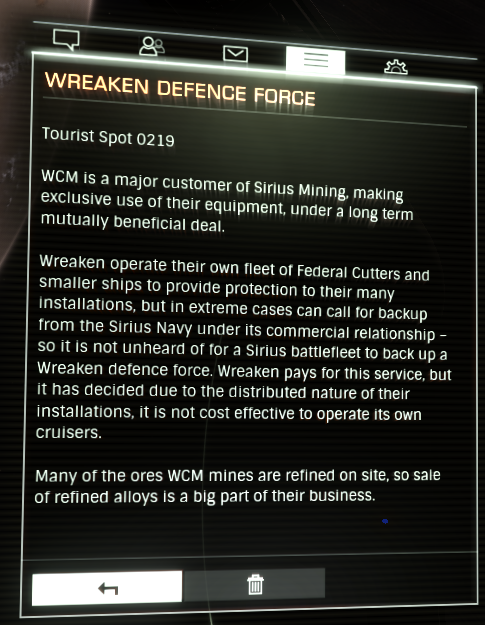 WREAKEN DEFENCE FORCE
Tourist Spot 0219
WCM is a major customer of Sirius Mining, making
exclusive use of their equipment, under a long term
mutually beneficial deal.
Wreaken operate their own fleet of Federal Cutters and
smaller ships to provide protection to their many
installations, but in extreme cases can call for backup
from the Sirius Navy under its commercial relationship –
so it is not unheard of for a Sirius battlefleet to back up a
Wreaken defence force. Wreaken pays for this service, but
it has decided due to the distributed nature of their
installations, it is not cost effective to operate its own
cruisers.
Many of the ores WCM mines are refined on site, so sale
of refined alloys is a big part of their business.